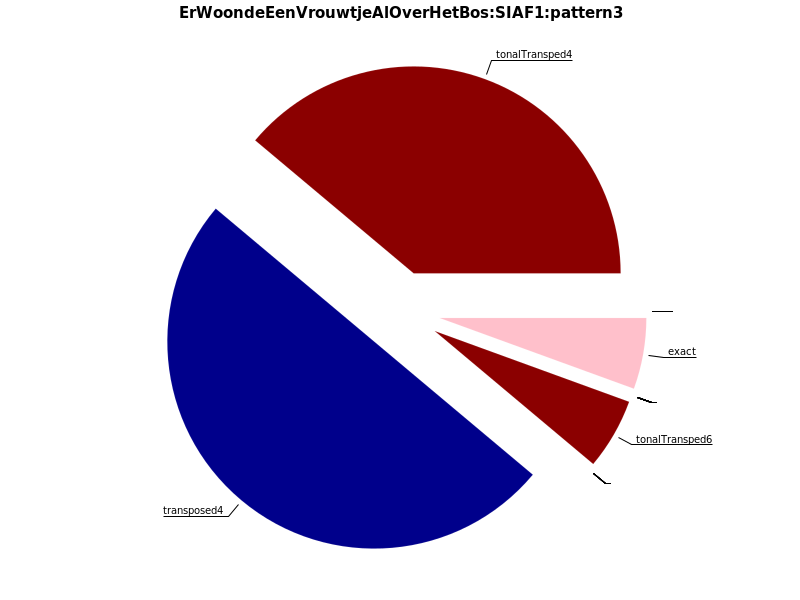 ErWoondeEenVrouwtjeAlOverHetBos:SIAF1:pattern3
tonalTransped4
exact
tonalTransped6
transposed4